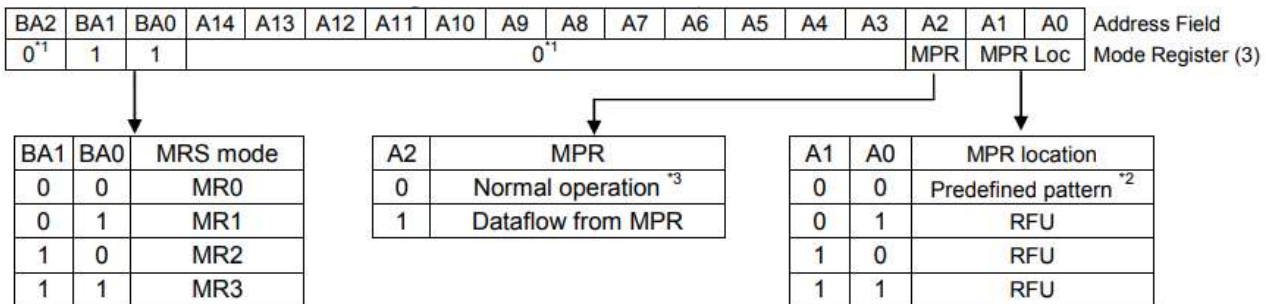 BA2 BA1 BA0 A14 A13 A12 A11 A10 A9 A8 A7 A6 A5 A4 A3 A2 A1 A0 Address Field
0*1 1 1 0*1 MPR MPR Loc Mode Register (3)
BA1 BA0 MRS mode
0 0 MR0
0 1 MR1
1 0 MR2
1 1 MR3
A2 MPR
0 Normal operation *3
1 Dataflow from MPR
A1 A0 MPR location
0 0 Predefined pattern *2
0 1 RFU
1 0 RFU
1 1 RFU